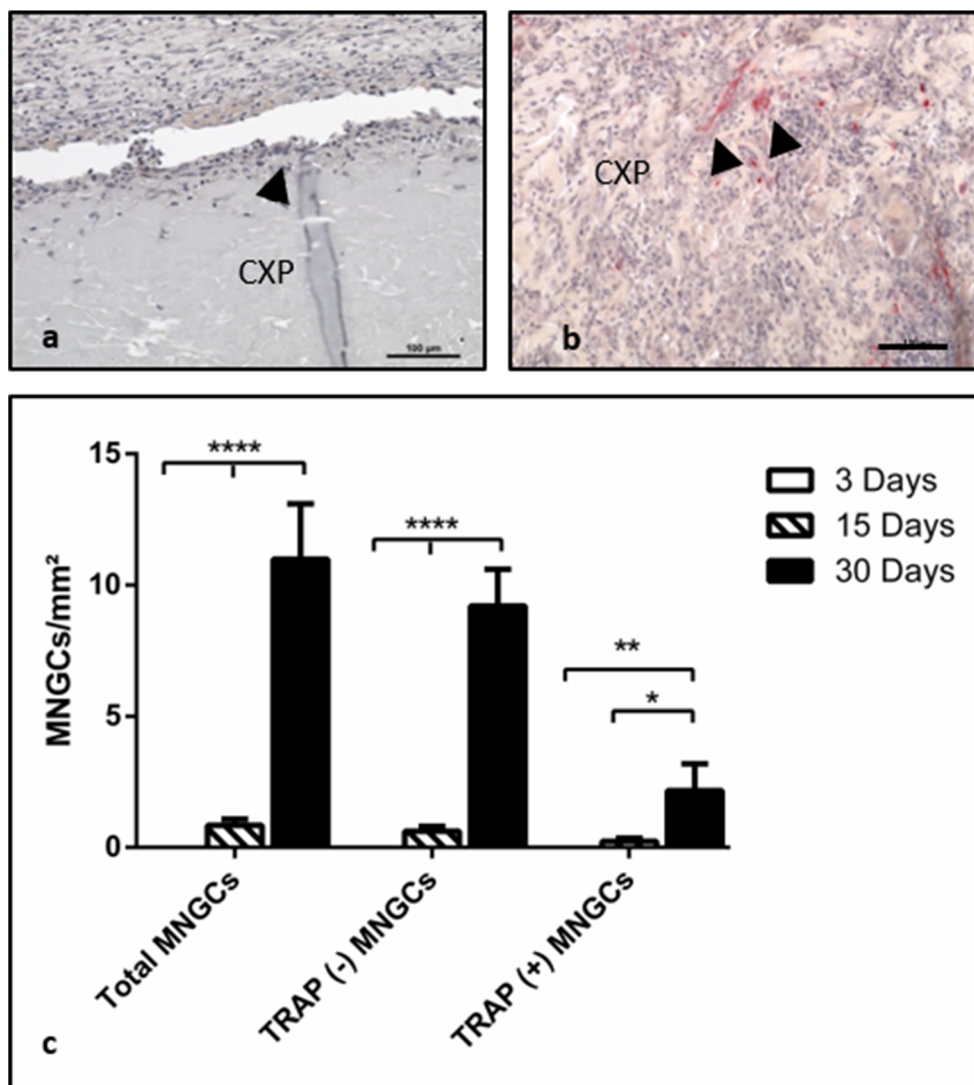 CXP
a
100 µm
CXP
b
MNGCs/mm²
15
10
5
0
****
****
**
*
3 Days
15 Days
30 Days
Total MNGCs
TRAP (-) MNGCs
TRAP (+) MNGCs
c